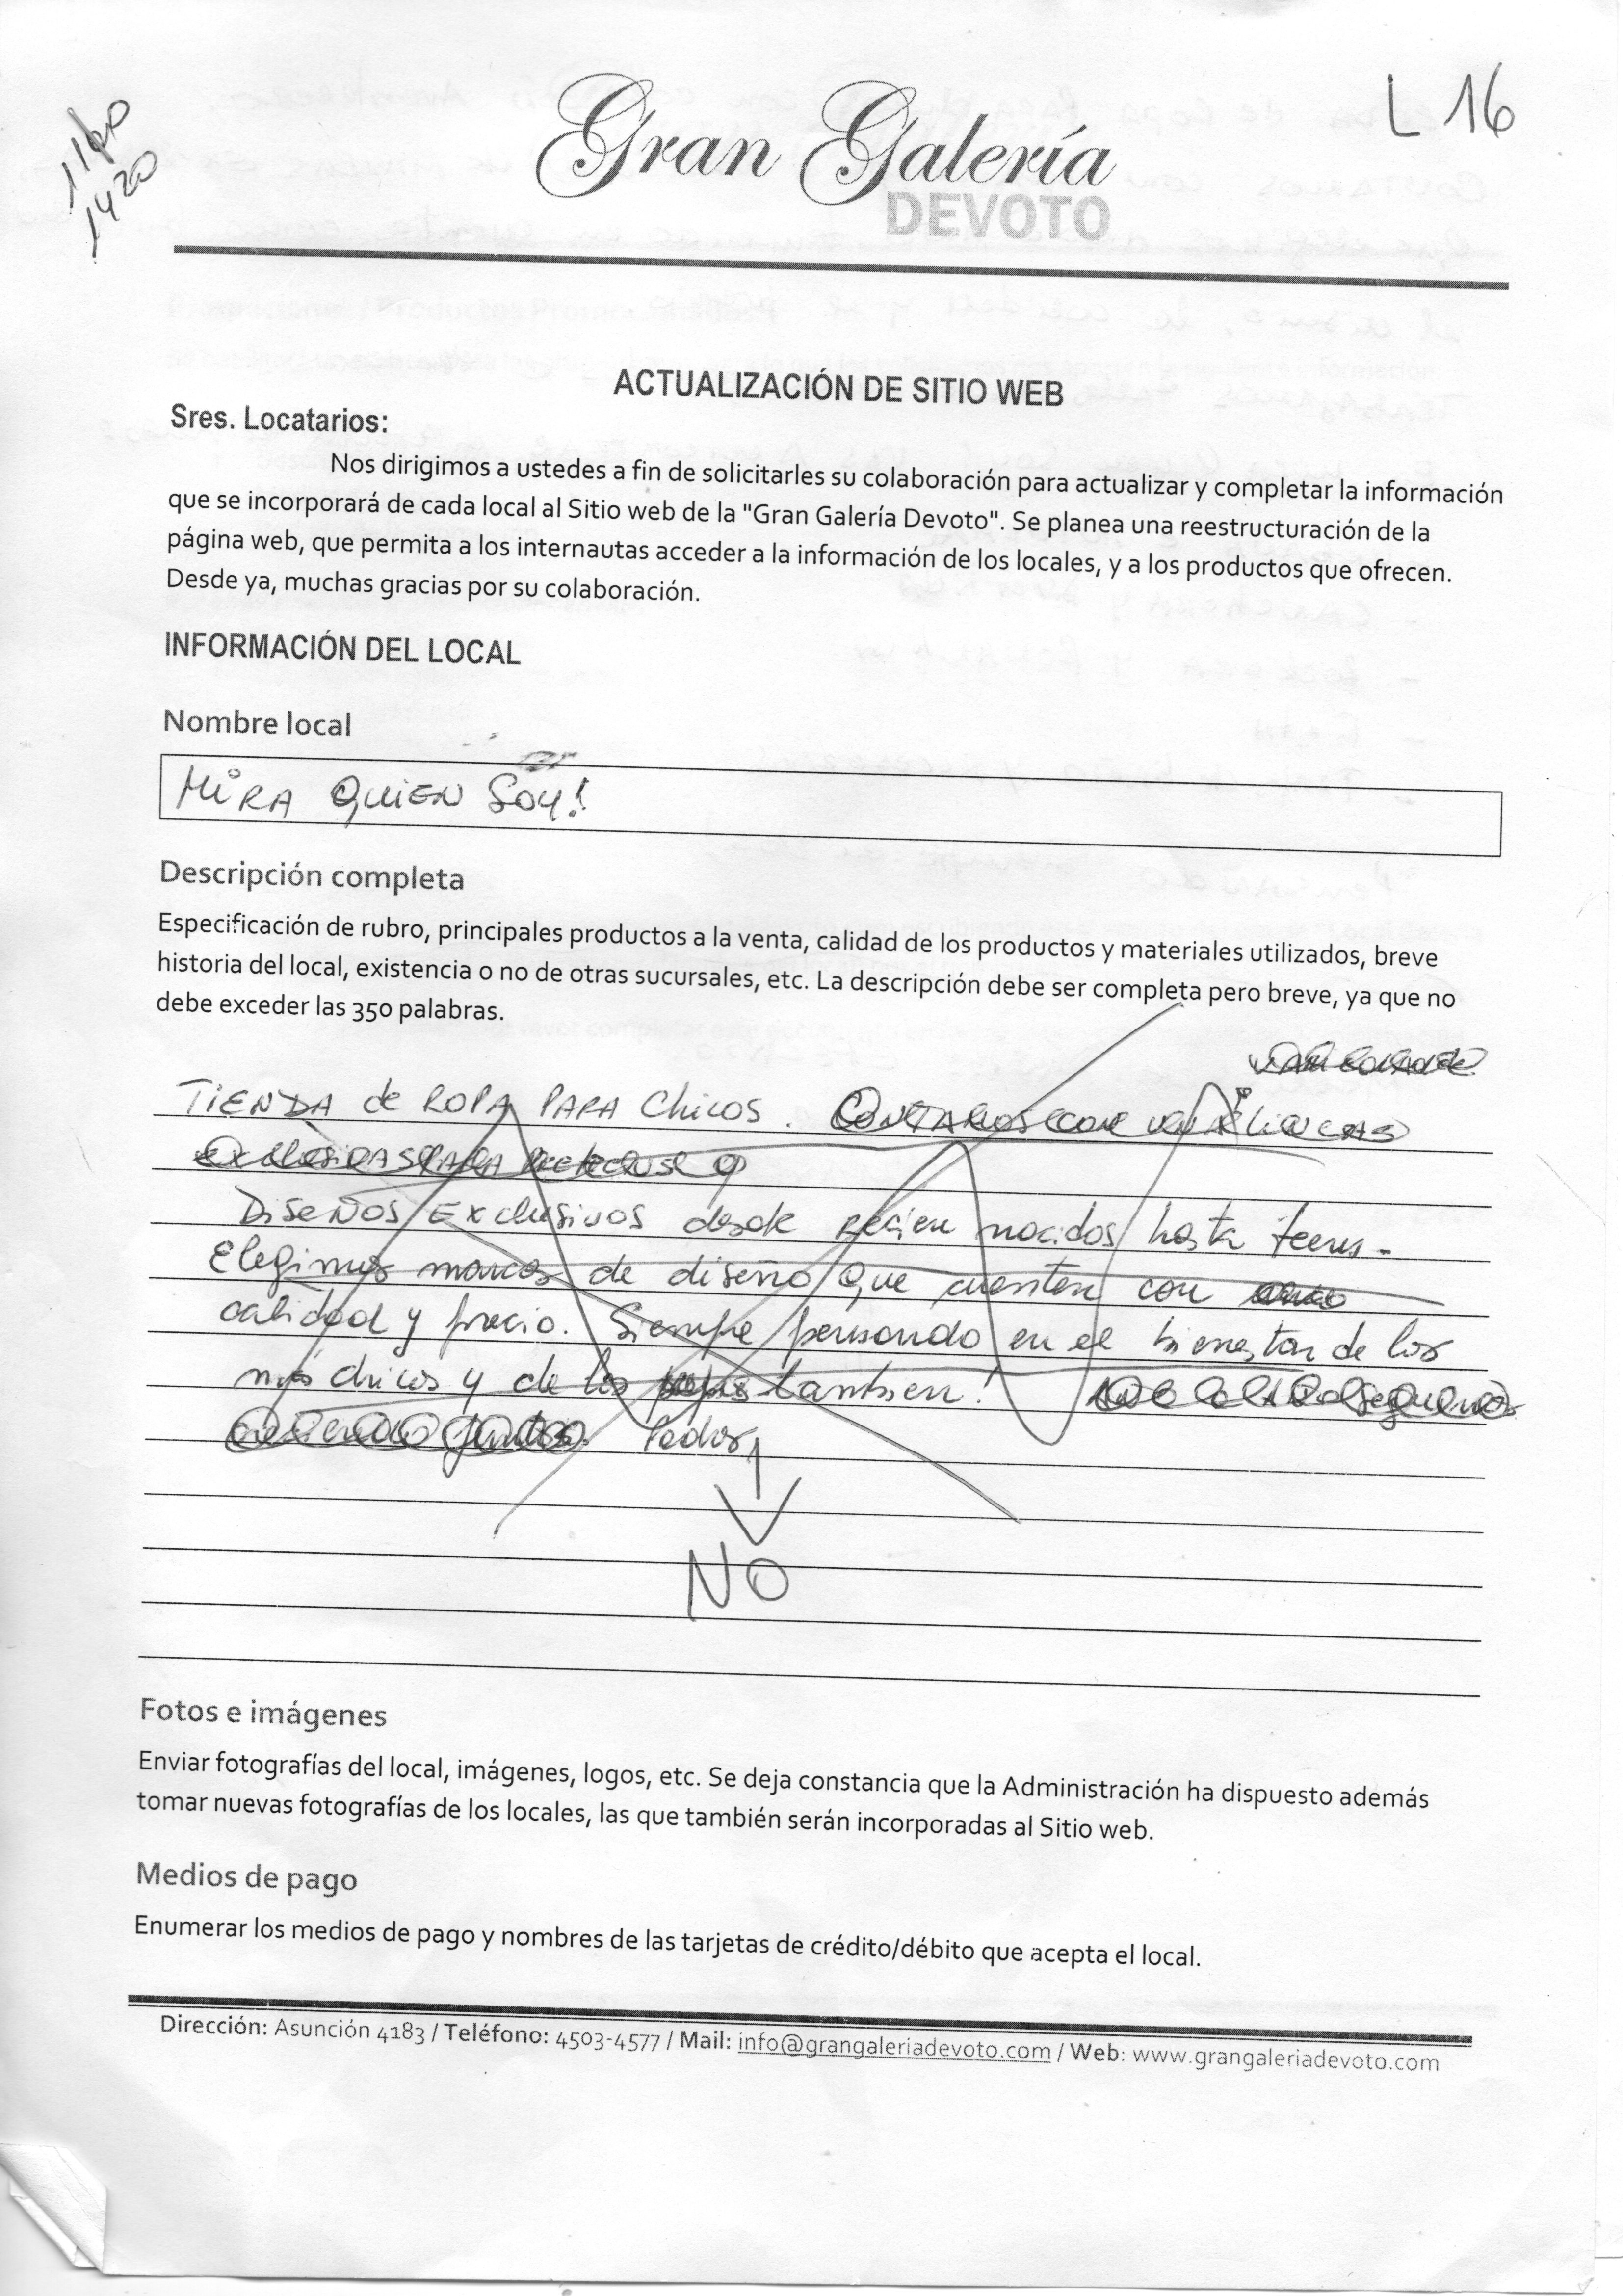 L 16
1420
Gran Galería
DEVOTO
ACTUALIZACIÓN DE SITIO WEB
Sres. Locatarios:
Nos dirigimos a ustedes a fin de solicitarles su colaboración para actualizar y completar la información
que se incorporará de cada local al Sitio web de la "Gran Galería Devoto". Se planea una reestructuración de la
página web, que permita a los internautas acceder a la información de los locales, y a los productos que ofrecen.
Desde ya, muchas gracias por su colaboración.
INFORMACIÓN DEL LOCAL
Nombre local
MiRA QUIEN SOY!
Descripción completa
Especificación de rubro, principales productos a la venta, calidad de los productos y materiales utilizados, breve
historia del local, existencia o no de otras sucursales, etc. La descripción debe ser completa pero breve, ya que no
debe exceder las 350 palabras.
TIENDA de ROPA PARA Chicos. CONTAMOS con
Diseños Exclusivos desde recien nacidos hasta teens-
Elegimos marcas de diseño que cuenten con
calidad y precio. Siempre pensando en el bienestar de los
más chicos y de los tambien!
Padres
NO
Fotos e imágenes
Enviar fotografías del local, imágenes, logos, etc. Se deja constancia que la Administración ha dispuesto además
tomar nuevas fotografías de los locales, las que también serán incorporadas al Sitio web.
Medios de pago
Enumerar los medios de pago y nombres de las tarjetas de crédito/débito que acepta el local.
Dirección: Asunción 4183 / Teléfono: 4503-4577 / Mail: info@grangaleriadevoto.com / Web: www.grangaleriadevoto.com